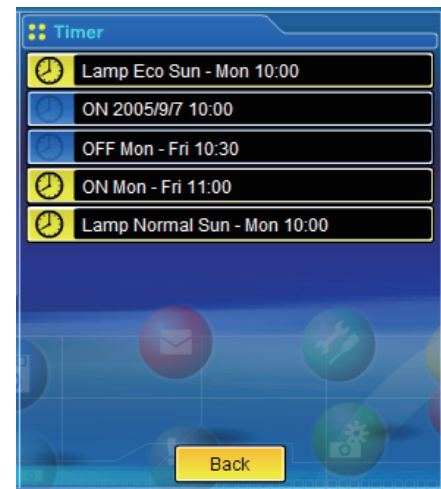 Timer
Lamp Eco Sun - Mon 10:00
ON 2005/9/7 10:00
OFF Mon - Fri 10:30
ON Mon - Fri 11:00
Lamp Normal Sun - Mon 10:00
Back